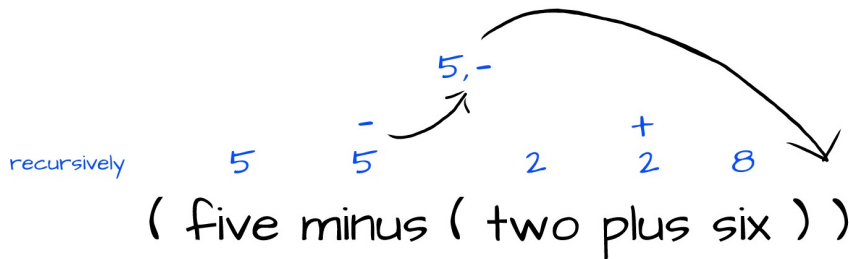 5,-
- +
recursively 5 5 2 2 8
( five minus ( two plus six ) )